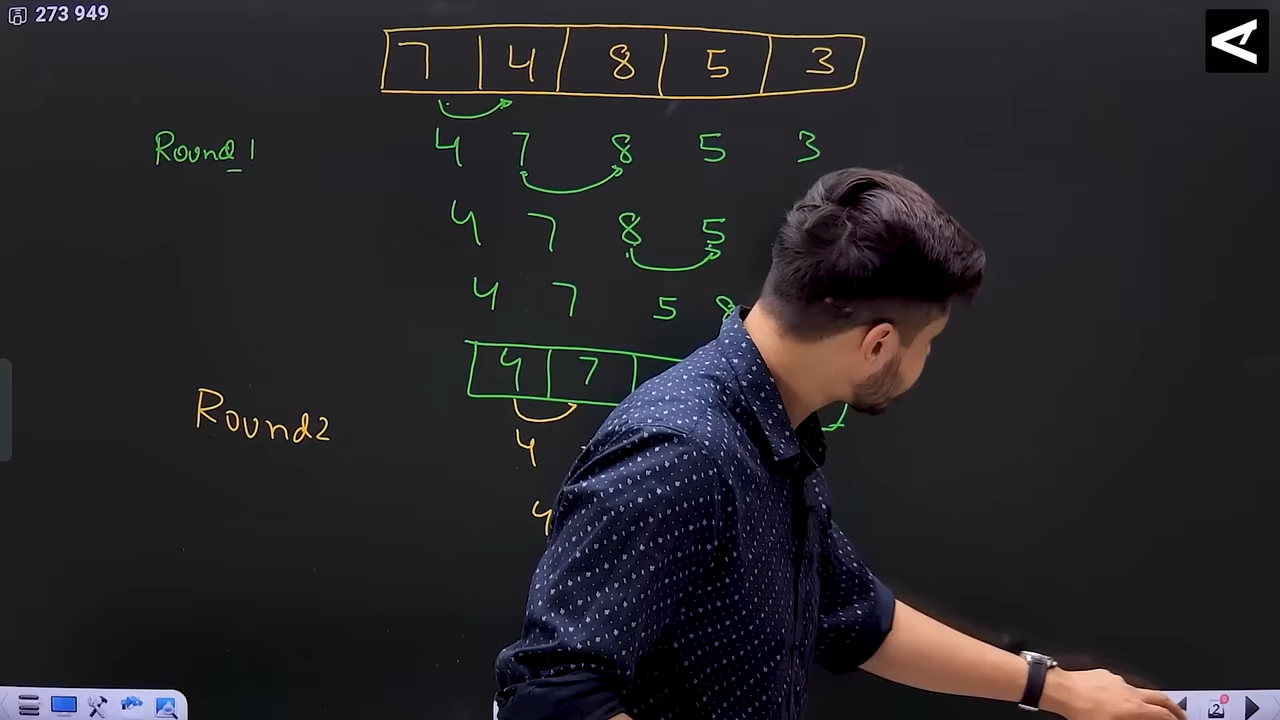 273 949
7 4 8 5 3
Round 1 4 7 8 5 3
4 7 8 5
4 7 5 8
4 7
Round2
4
4
2